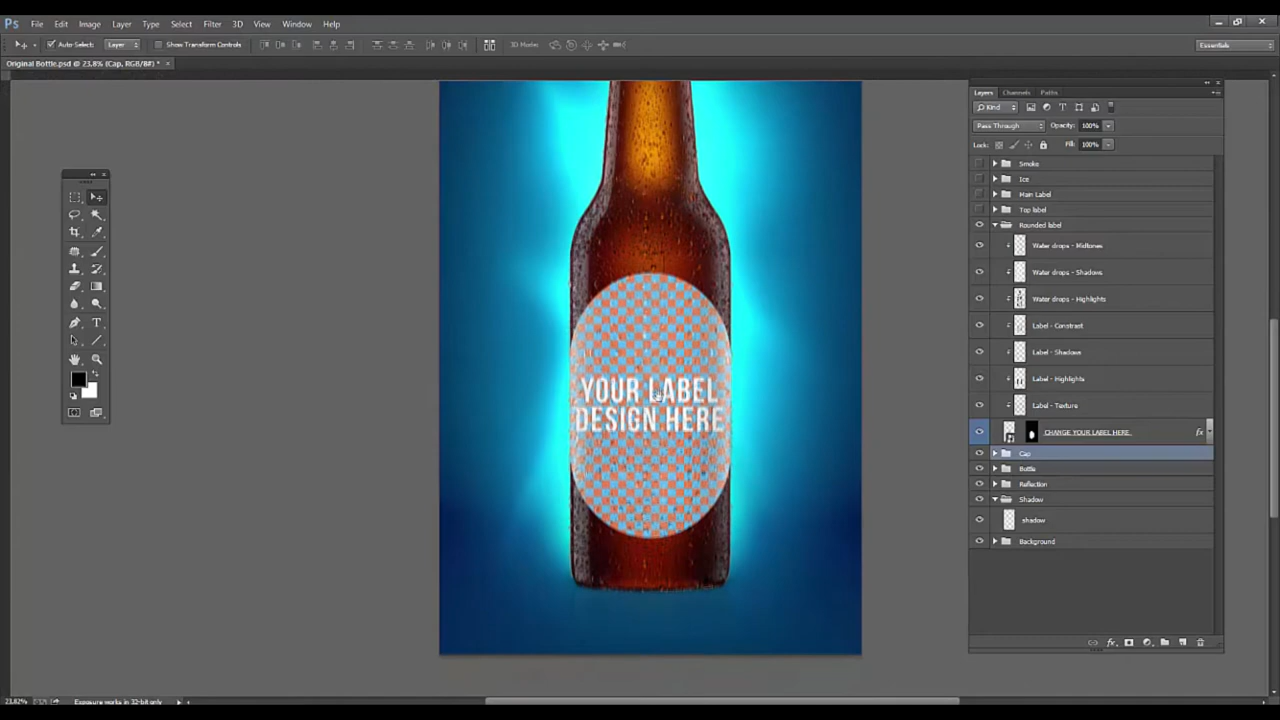 Ps File Edit Image Layer Type Select Filter 3D View Window Help
Auto-Select: Layer Show Transform Controls 3D Mode: Essentials
Original Bottle.psd @ 23,8% (Cap, RGB/8#) * ×
Layers Channels Paths
Kind
Pass Through Opacity: 100%
Lock: Fill: 100%
Smoke
Ice
Main Label
Top label
Rounded label
Water drops - Midtones
Water drops - Shadows
Water drops - Highlights
Label - Constrast
Label - Shadows
Label - Highlights
Label - Texture
CHANGE YOUR LABEL HERE fx
Cap
Bottle
Reflection
Shadow
shadow
Background
YOUR LABEL
DESIGN HERE
23,82% Exposure works in 32-bit only